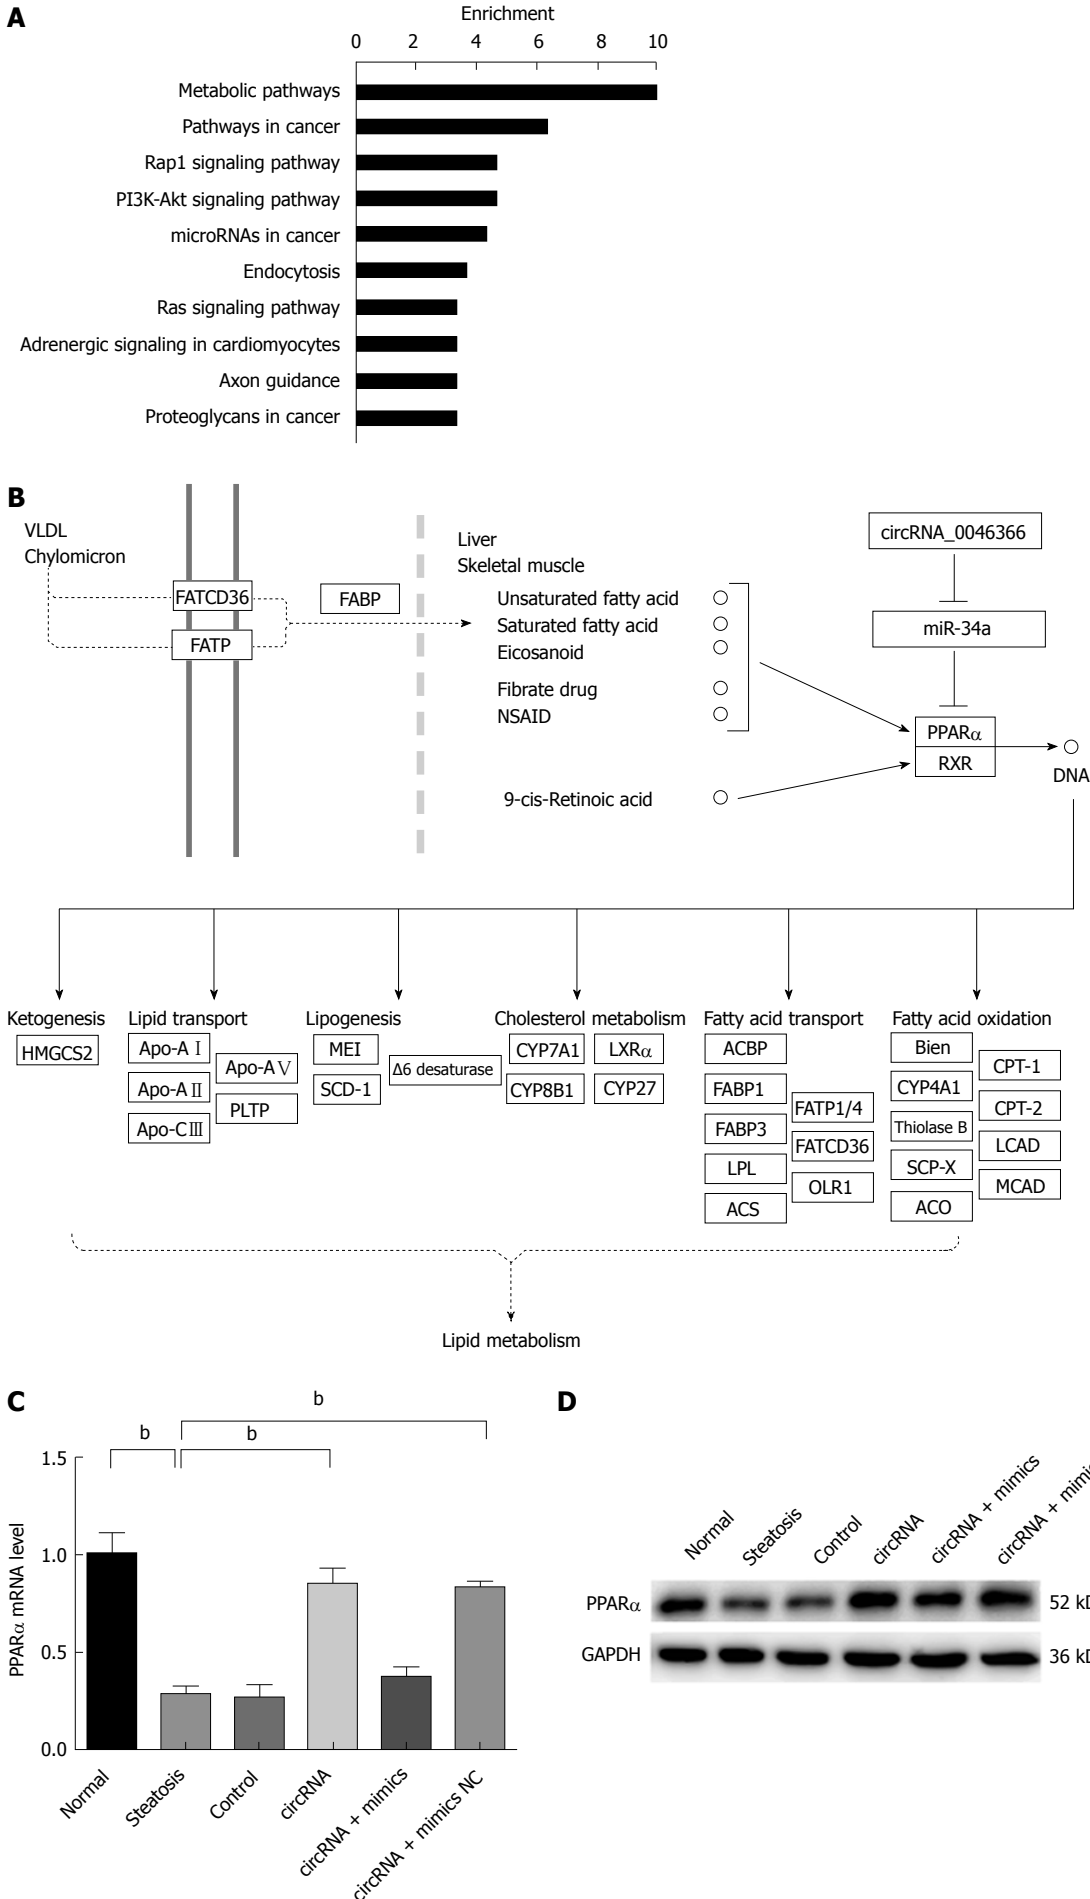 A
Enrichment
0 2 4 6 8 10
Metabolic pathways
Pathways in cancer
Rap1 signaling pathway
PI3K-Akt signaling pathway
microRNAs in cancer
Endocytosis
Ras signaling pathway
Adrenergic signaling in cardiomyocytes
Axon guidance
Proteoglycans in cancer
B
VLDL
Chylomicron
FATCD36
FATP
FABP
Liver
Skeletal muscle
Unsaturated fatty acid
Saturated fatty acid
Eicosanoid
Fibrate drug
NSAID
9-cis-Retinoic acid
circRNA_0046366
miR-34a
PPARα
RXR
DNA
Ketogenesis
HMGCS2
Lipid transport
Apo-A I
Apo-A II
Apo-C III
Apo-A V
PLTP
Lipogenesis
MEI
SCD-1
Δ6 desaturase
Cholesterol metabolism
CYP7A1
CYP8B1
LXRα
CYP27
Fatty acid transport
ACBP
FABP1
FABP3
LPL
ACS
FATP1/4
FATCD36
OLR1
Fatty acid oxidation
Bien
CYP4A1
Thiolase B
SCP-X
ACO
CPT-1
CPT-2
LCAD
MCAD
Lipid metabolism
C
b
b
b
PPARα mRNA level
1.5
1.0
0.5
0.0
Normal
Steatosis
Control
circRNA
circRNA + mimics
circRNA + mimics NC
D
Normal
Steatosis
Control
circRNA
circRNA + mimics
circRNA + mimi
PPARα
52 kD
GAPDH
36 kD